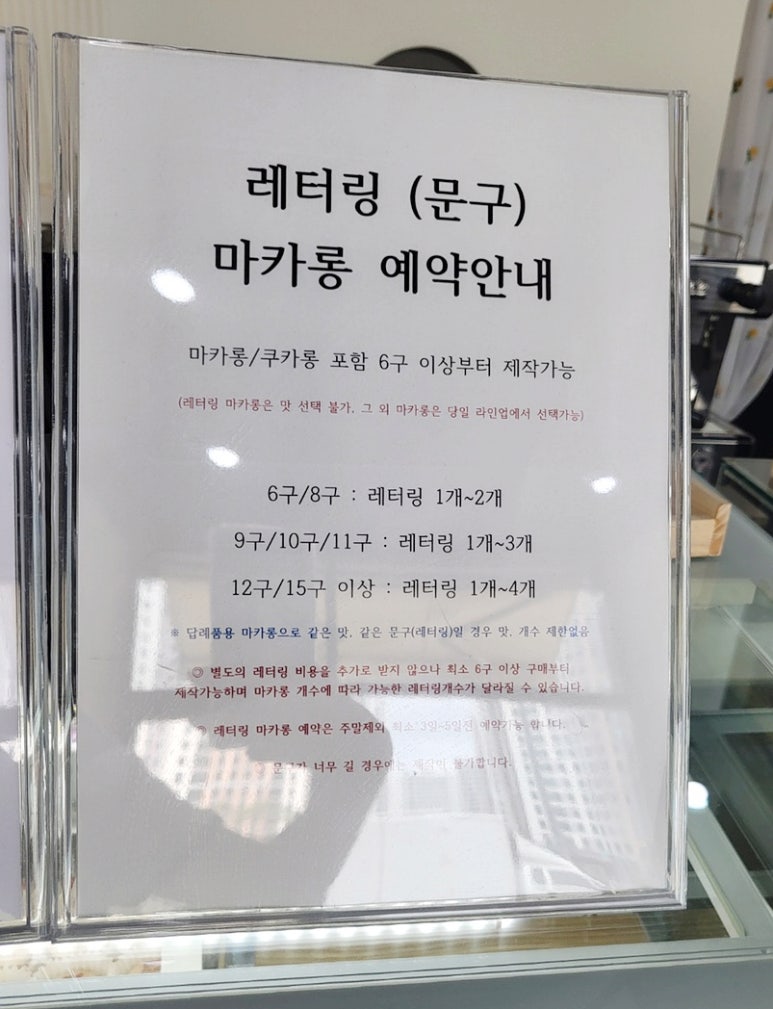 레터링 (문구)
마카롱 예약안내
마카롱/쿠카롱 포함 6구 이상부터 제작가능
(레터링 마카롱은 맛 선택 불가, 그 외 마카롱은 당일 라인업에서 선택가능)
6구/8구 : 레터링 1개~2개
9구/10구/11구 : 레터링 1개~3개
12구/15구 이상 : 레터링 1개~4개
※ 답례품용 마카롱으로 같은 맛, 같은 문구(레터링)일 경우 맛, 개수 제한없음
◎ 별도의 레터링 비용을 추가로 받지 않으나 최소 6구 이상 구매부터
제작가능하며 마카롱 개수에 따라 가능한 레터링개수가 달라질 수 있습니다.
◎ 레터링 마카롱 예약은 주말제외 최소 3일~5일전 예약가능 합니다.
◎ 문구가 너무 길 경우에는 제작이 불가합니다.